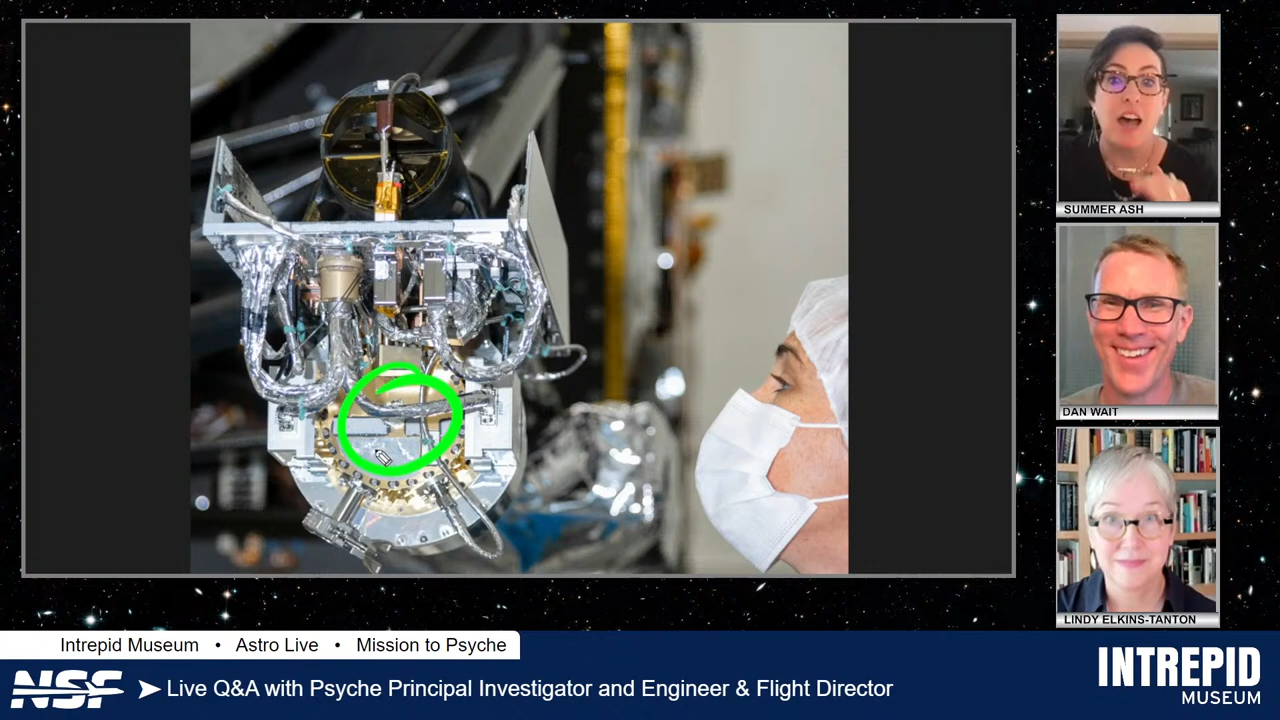 SUMMER ASH
DAN WAIT
LINDY ELKINS-TANTON
Intrepid Museum • Astro Live • Mission to Psyche
NSF
Live Q&A with Psyche Principal Investigator and Engineer & Flight Director
INTREPID
MUSEUM